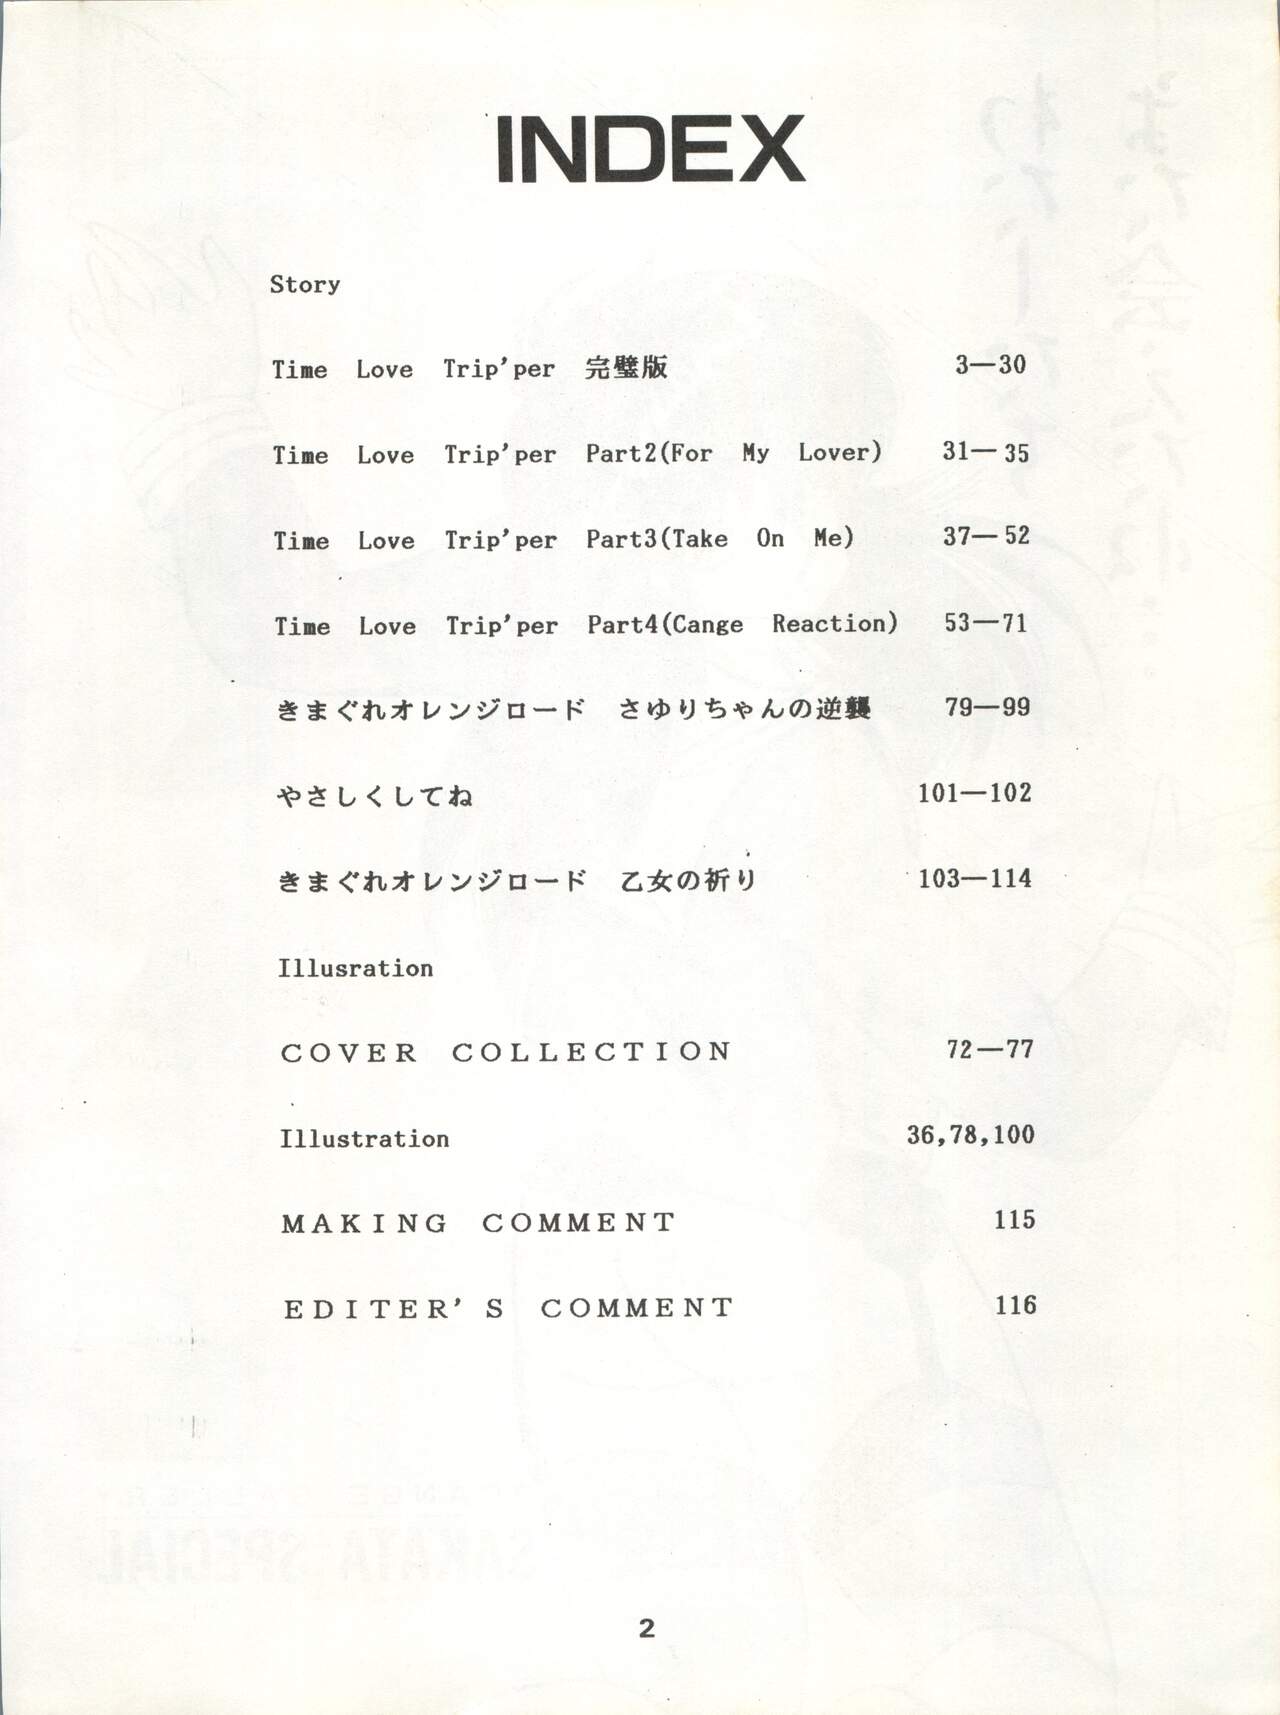 INDEX
Story
Time Love Trip'per 完璧版 3—30
Time Love Trip'per Part2(For My Lover) 31—35
Time Love Trip'per Part3(Take On Me) 37—52
Time Love Trip'per Part4(Cange Reaction) 53—71
きまぐれオレンジロード さゆりちゃんの逆襲 79—99
やさしくしてね 101—102
きまぐれオレンジロード 乙女の祈り 103—114
Illusration
COVER COLLECTION 72—77
Illustration 36,78,100
MAKING COMMENT 115
EDITER'S COMMENT 116
SAKATA SPECIAL
2